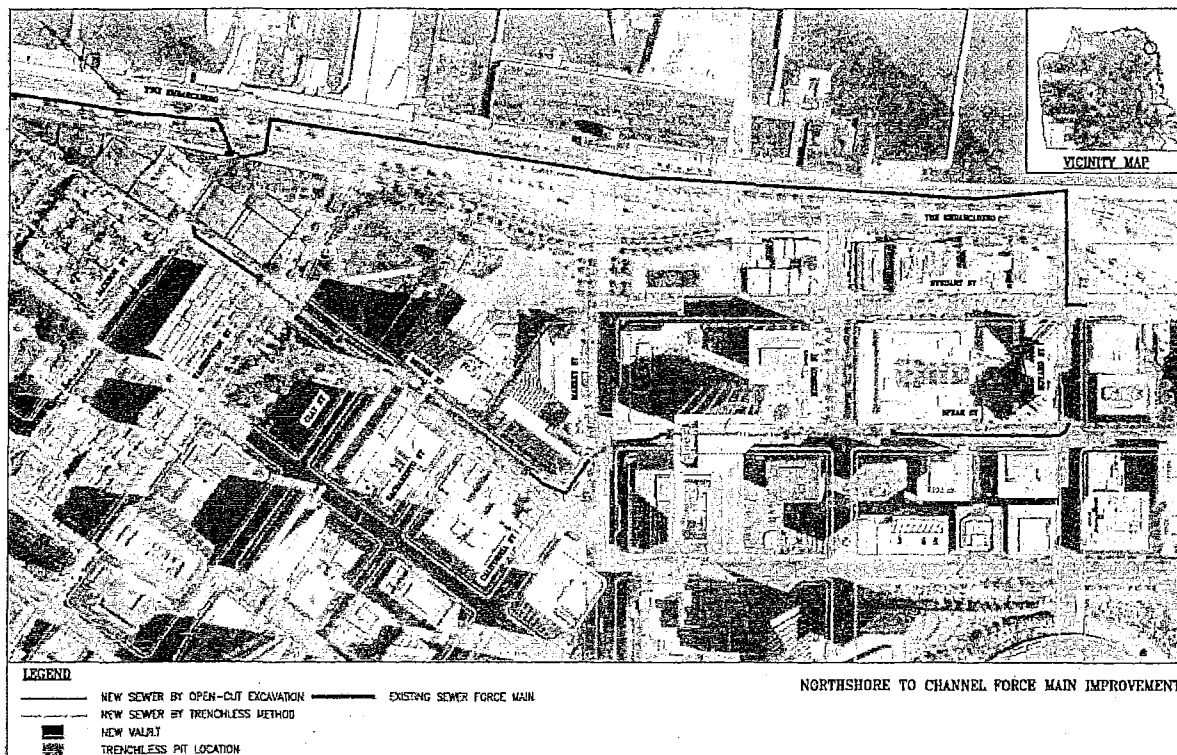 VICINITY MAP
THE EMBARCADERO
THE EMBARCADERO
STEUART ST
MARKET ST
SPEAR ST
CLAY ST
LEGEND
NEW SEWER BY OPEN-CUT EXCAVATION
EXISTING SEWER FORCE MAIN
NEW SEWER BY TRENCHLESS METHOD
NEW VAULT
TRENCHLESS PIT LOCATION
NORTHSHORE TO CHANNEL FORCE MAIN IMPROVEMENT